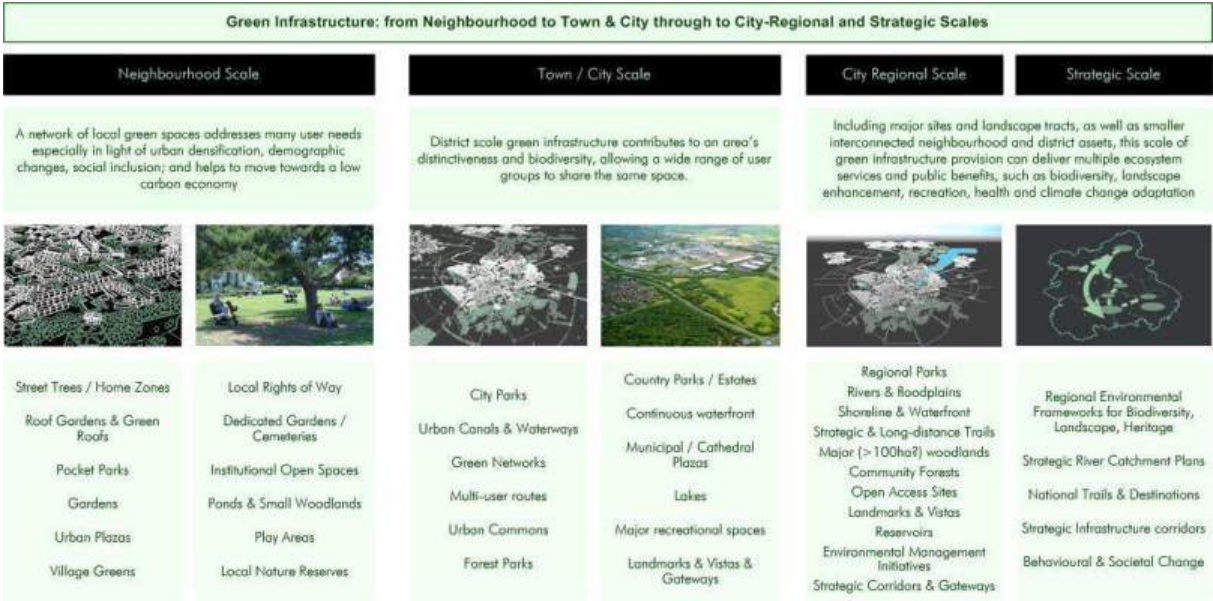 Green Infrastructure: from Neighbourhood to Town & City through to City-Regional and Strategic Scales
Neighbourhood Scale
A network of local green spaces addresses many user needs
especially in light of urban densification, demographic
changes, social inclusion; and helps to move towards a low
carbon economy
Street Trees / Home Zones
Roof Gardens & Green
Roofs
Pocket Parks
Gardens
Urban Plazas
Village Greens
Local Rights of Way
Dedicated Gardens /
Cemeteries
Institutional Open Spaces
Ponds & Small Woodlands
Play Areas
Local Nature Reserves
Town / City Scale
District scale green infrastructure contributes to an area's
distinctiveness and biodiversity, allowing a wide range of user
groups to share the same space.
City Parks
Urban Canals & Waterways
Green Networks
Multi-user routes
Urban Commons
Forest Parks
Country Parks / Estates
Continuous waterfront
Municipal / Cathedral
Plazas
Lakes
Major recreational spaces
Landmarks & Vistas &
Gateways
City Regional Scale
Strategic Scale
Including major sites and landscape tracts, as well as smaller
interconnected neighbourhood and district assets, this scale of
green infrastructure provision can deliver multiple ecosystem
services and public benefits, such as biodiversity, landscape
enhancement, recreation, health and climate change adaptation
Regional Parks
Rivers & floodplains
Shoreline & Waterfront
Strategic & Long-distance Trails
Major (>100ha?) woodlands
Community Forests
Open Access Sites
Landmarks & Vistas
Reservoirs
Environmental Management
Initiatives
Strategic Corridors & Gateways
Regional Environmental
Frameworks for Biodiversity,
Landscape, Heritage
Strategic River Catchment Plans
National Trails & Destinations
Strategic Infrastructure corridors
Behavioural & Societal Change